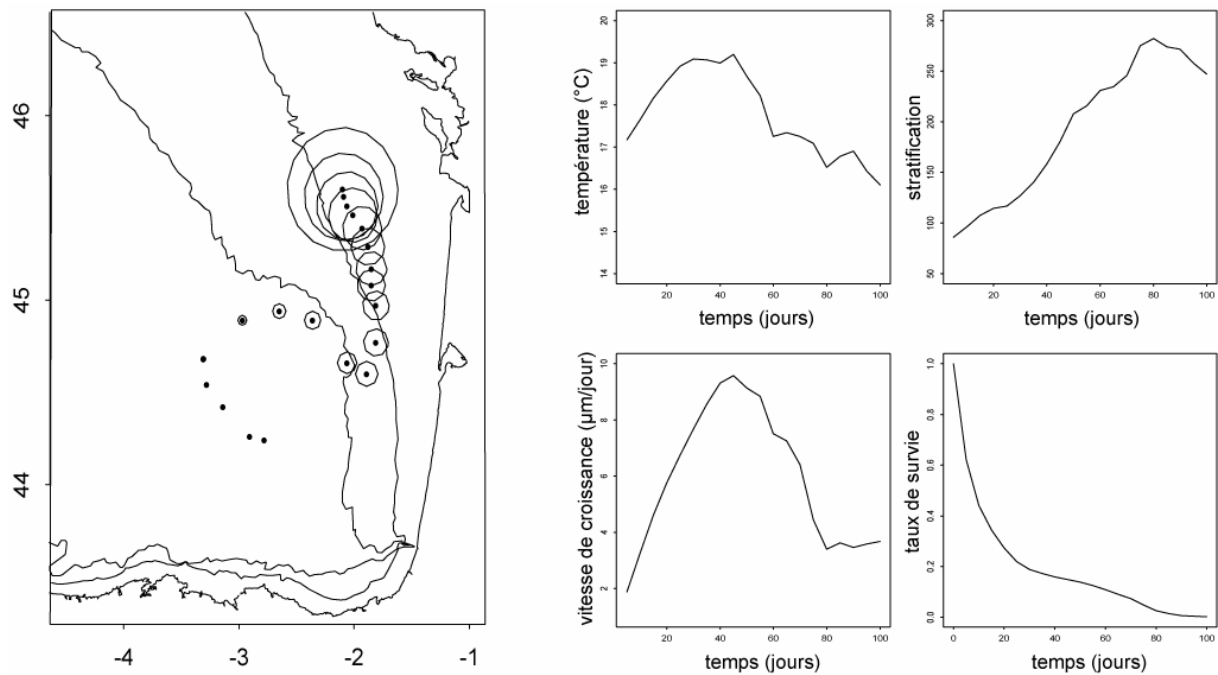 46
45
44
-4 -3 -2 -1
température (°C)
20
19
18
17
16
15
14
20 40 60 80 100
temps (jours)
stratification
300
250
200
150
100
50
20 40 60 80 100
temps (jours)
vitesse de croissance (µm/jour)
10
8
6
4
2
20 40 60 80 100
temps (jours)
taux de survie
1.0
0.8
0.6
0.4
0.2
0.0
0 20 40 60 80 100
temps (jours)